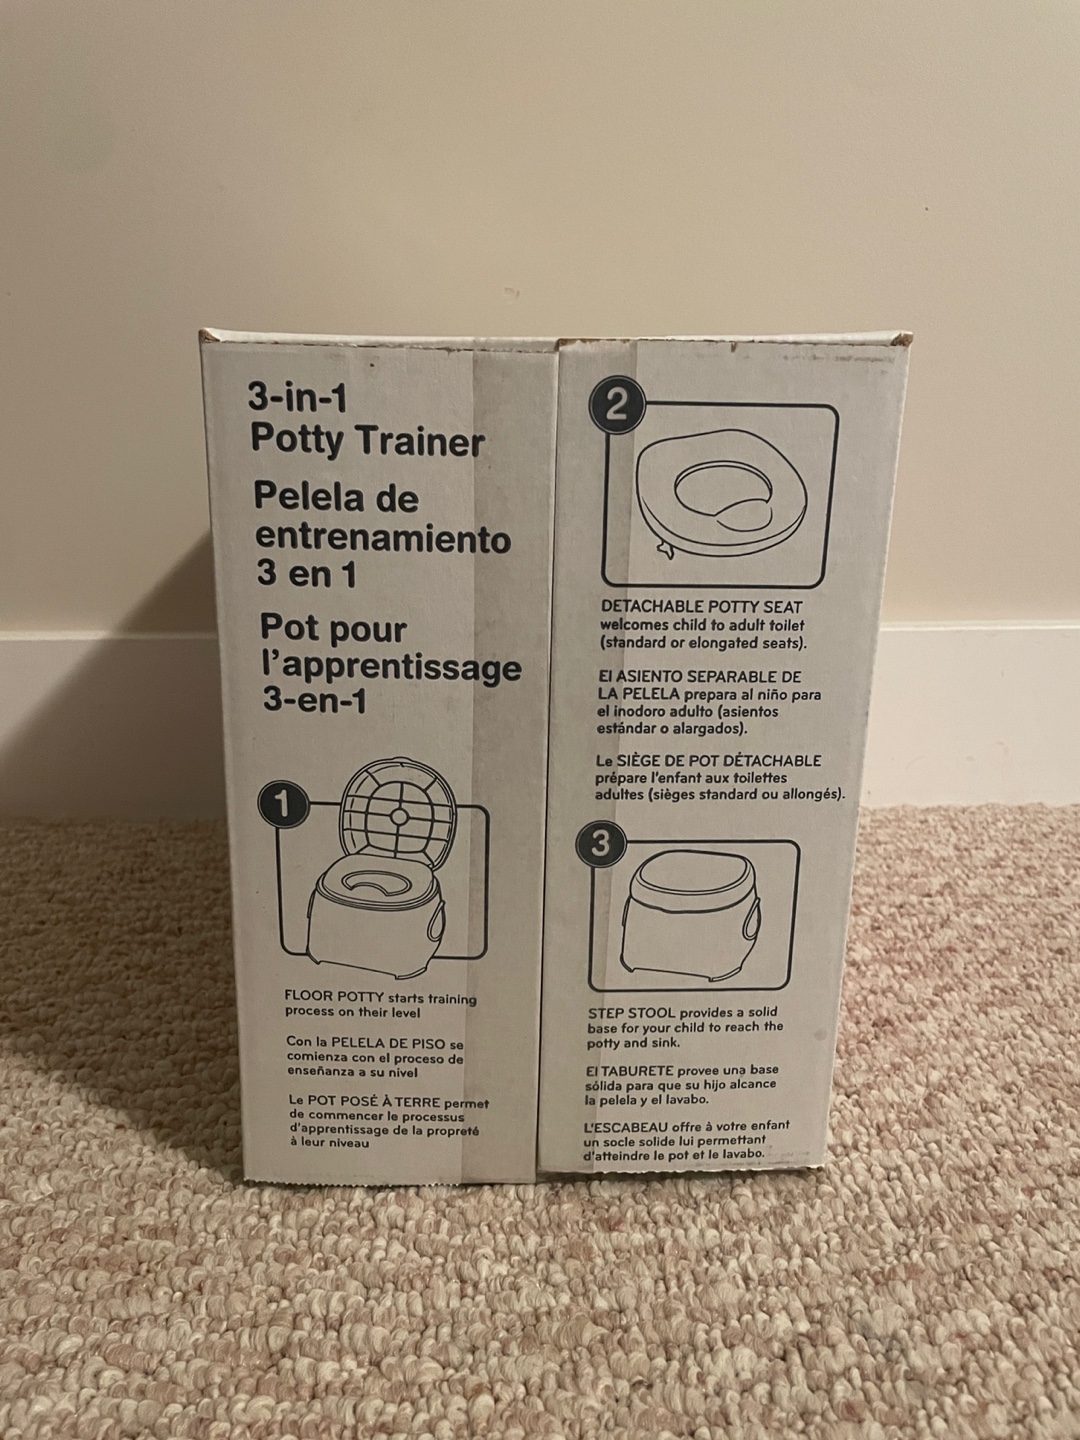 3-in-1
Potty Trainer
Pelela de
entrenamiento
3 en 1
Pot pour
l'apprentissage
3-en-1
1
FLOOR POTTY starts training
process on their level
Con la PELELA DE PISO se
comienza con el proceso de
enseñanza a su nivel
Le POT POSÉ À TERRE permet
de commencer le processus
d'apprentissage de la propreté
à leur niveau
2
DETACHABLE POTTY SEAT
welcomes child to adult toilet
(standard or elongated seats).
El ASIENTO SEPARABLE DE
LA PELELA prepara al niño para
el inodoro adulto (asientos
estándar o alargados).
Le SIÈGE DE POT DÉTACHABLE
prépare l'enfant aux toilettes
adultes (sièges standard ou allongés).
3
STEP STOOL provides a solid
base for your child to reach the
potty and sink.
El TABURETE provee una base
sólida para que su hijo alcance
la pelela y el lavabo.
L'ESCABEAU offre à votre enfant
un socle solide lui permettant
d'atteindre le pot et le lavabo.